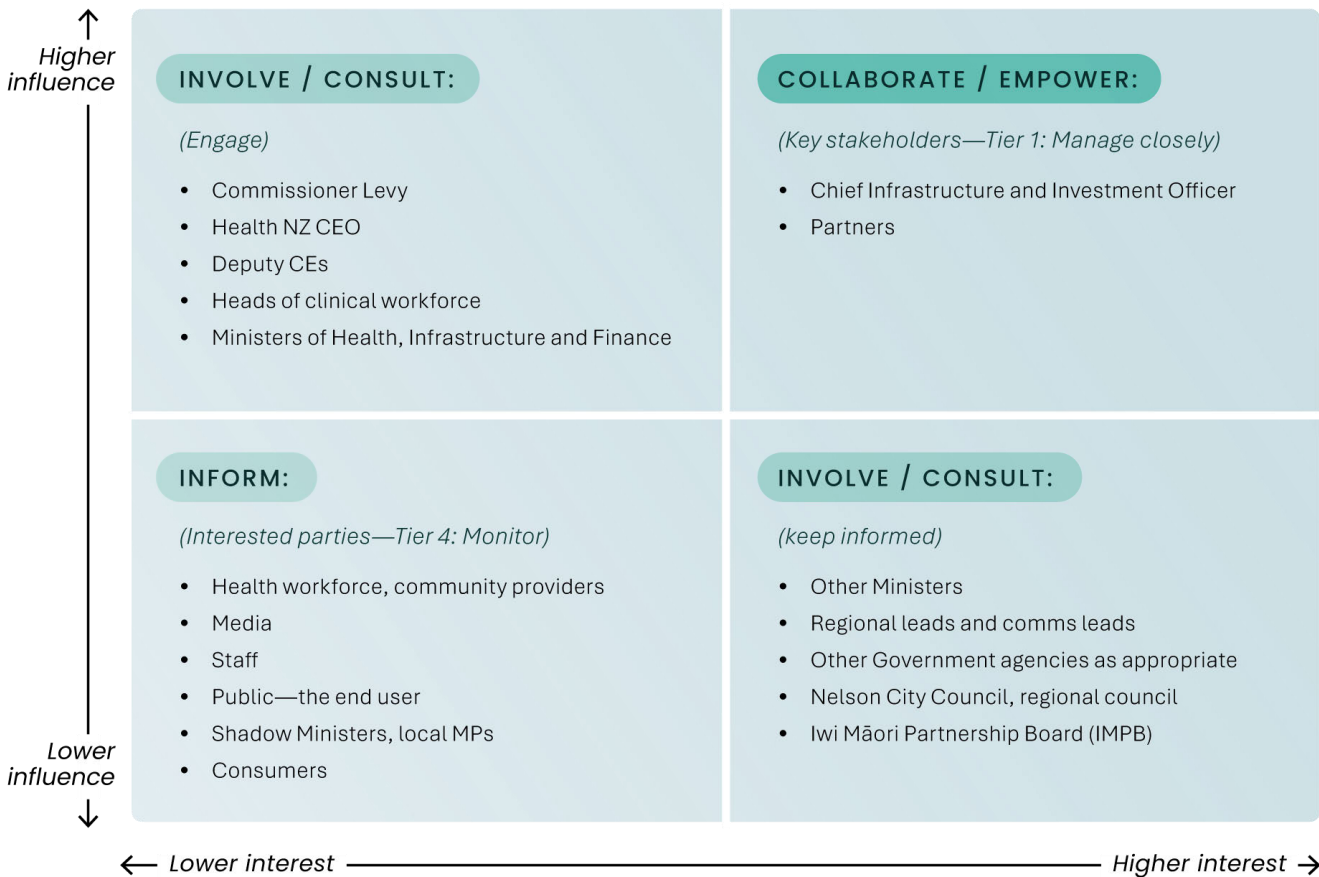 Higher
influence
INVOLVE / CONSULT:
(Engage)
• Commissioner Levy
• Health NZ CEO
• Deputy CEs
• Heads of clinical workforce
• Ministers of Health, Infrastructure and Finance
COLLABORATE / EMPOWER:
(Key stakeholders—Tier 1: Manage closely)
• Chief Infrastructure and Investment Officer
• Partners
INFORM:
(Interested parties—Tier 4: Monitor)
• Health workforce, community providers
• Media
• Staff
• Public—the end user
• Shadow Ministers, local MPs
• Consumers
INVOLVE / CONSULT:
(keep informed)
• Other Ministers
• Regional leads and comms leads
• Other Government agencies as appropriate
• Nelson City Council, regional council
• Iwi Māori Partnership Board (IMPB)
Lower
influence
Lower interest
Higher interest